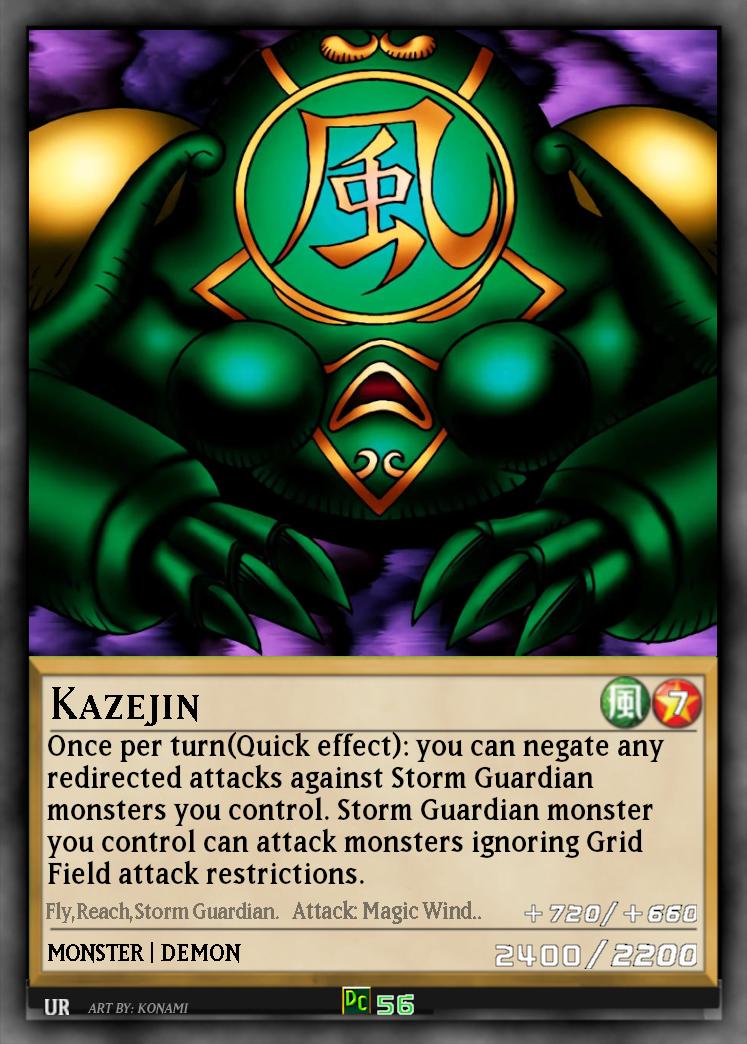 風
Kazejin
風 7
Once per turn(Quick effect): you can negate any
redirected attacks against Storm Guardian
monsters you control. Storm Guardian monster
you control can attack monsters ignoring Grid
Field attack restrictions.
Fly,Reach,Storm Guardian. Attack: Magic Wind.. +720/+660
MONSTER | DEMON 2400/2200
UR ART BY: KONAMI PC 56